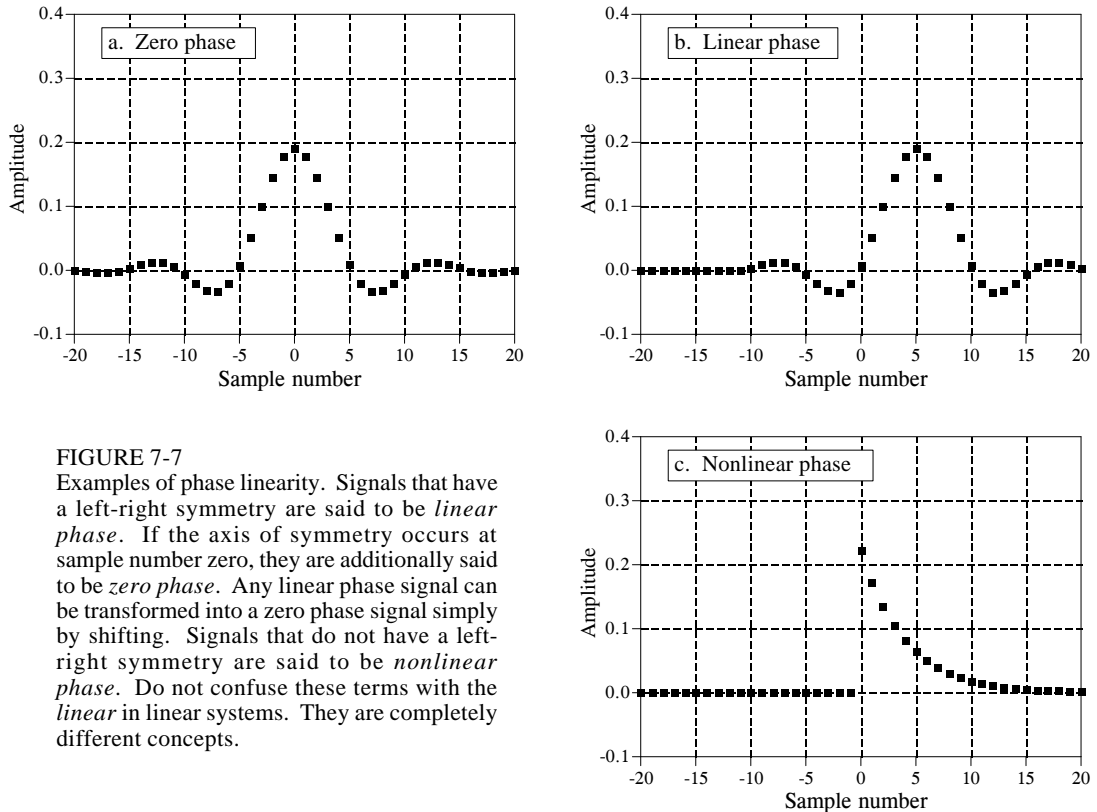 a. Zero phase
0.4
0.3
0.2
0.1
0.0
-0.1
Amplitude
-20 -15 -10 -5 0 5 10 15 20
Sample number
b. Linear phase
0.4
0.3
0.2
0.1
0.0
-0.1
Amplitude
-20 -15 -10 -5 0 5 10 15 20
Sample number
FIGURE 7-7
Examples of phase linearity. Signals that have
a left-right symmetry are said to be linear
phase. If the axis of symmetry occurs at
sample number zero, they are additionally said
to be zero phase. Any linear phase signal can
be transformed into a zero phase signal simply
by shifting. Signals that do not have a left-
right symmetry are said to be nonlinear
phase. Do not confuse these terms with the
linear in linear systems. They are completely
different concepts.
c. Nonlinear phase
0.4
0.3
0.2
0.1
0.0
-0.1
Amplitude
-20 -15 -10 -5 0 5 10 15 20
Sample number